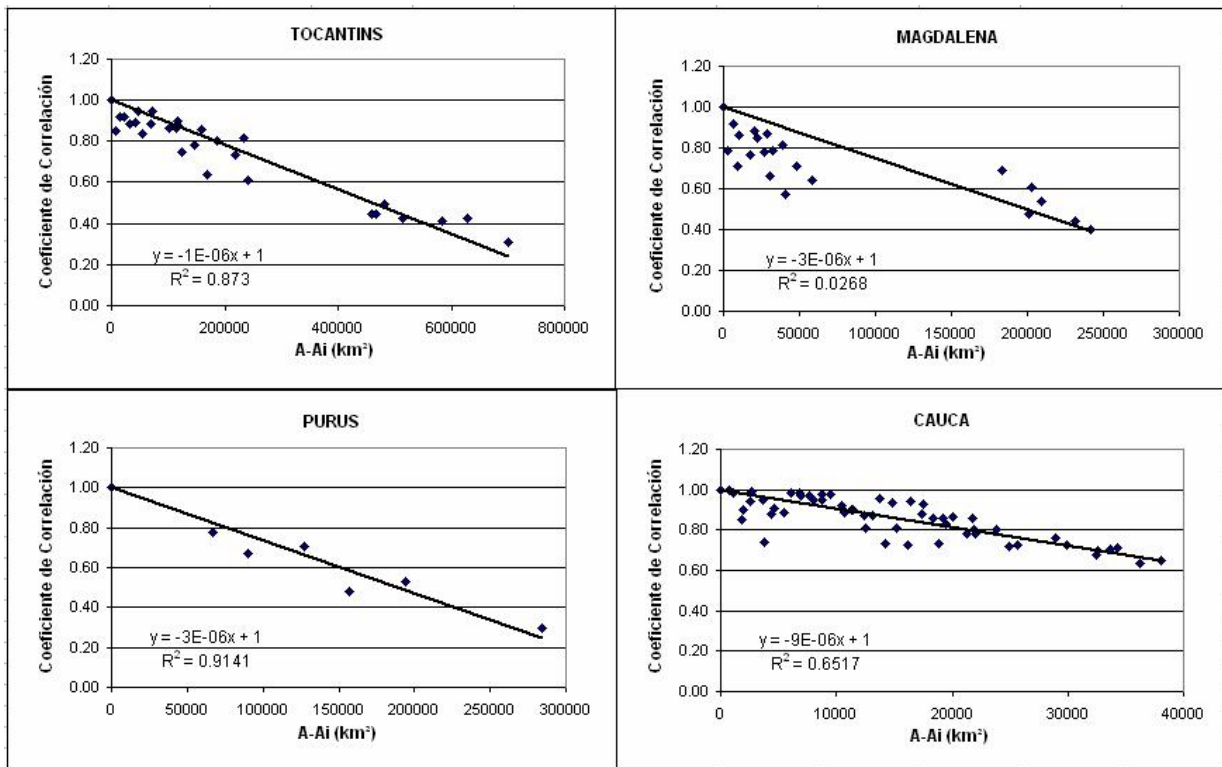 TOCANTINS
Coeficiente de Correlación
1.20
1.00
0.80
0.60
0.40
0.20
0.00
y = -1E-06x + 1
R² = 0.873
0 200000 400000 600000 800000
A-Ai (km²)
MAGDALENA
Coeficiente de Correlación
1.20
1.00
0.80
0.60
0.40
0.20
0.00
y = -3E-06x + 1
R² = 0.0268
0 50000 100000 150000 200000 250000 300000
A-Ai (km²)
PURUS
Coeficiente de Correlación
1.20
1.00
0.80
0.60
0.40
0.20
0.00
y = -3E-06x + 1
R² = 0.9141
0 50000 100000 150000 200000 250000 300000
A-Ai (km²)
CAUCA
Coeficiente de Correlación
1.20
1.00
0.80
0.60
0.40
0.20
0.00
y = -9E-06x + 1
R² = 0.6517
0 10000 20000 30000 40000
A-Ai (km²)